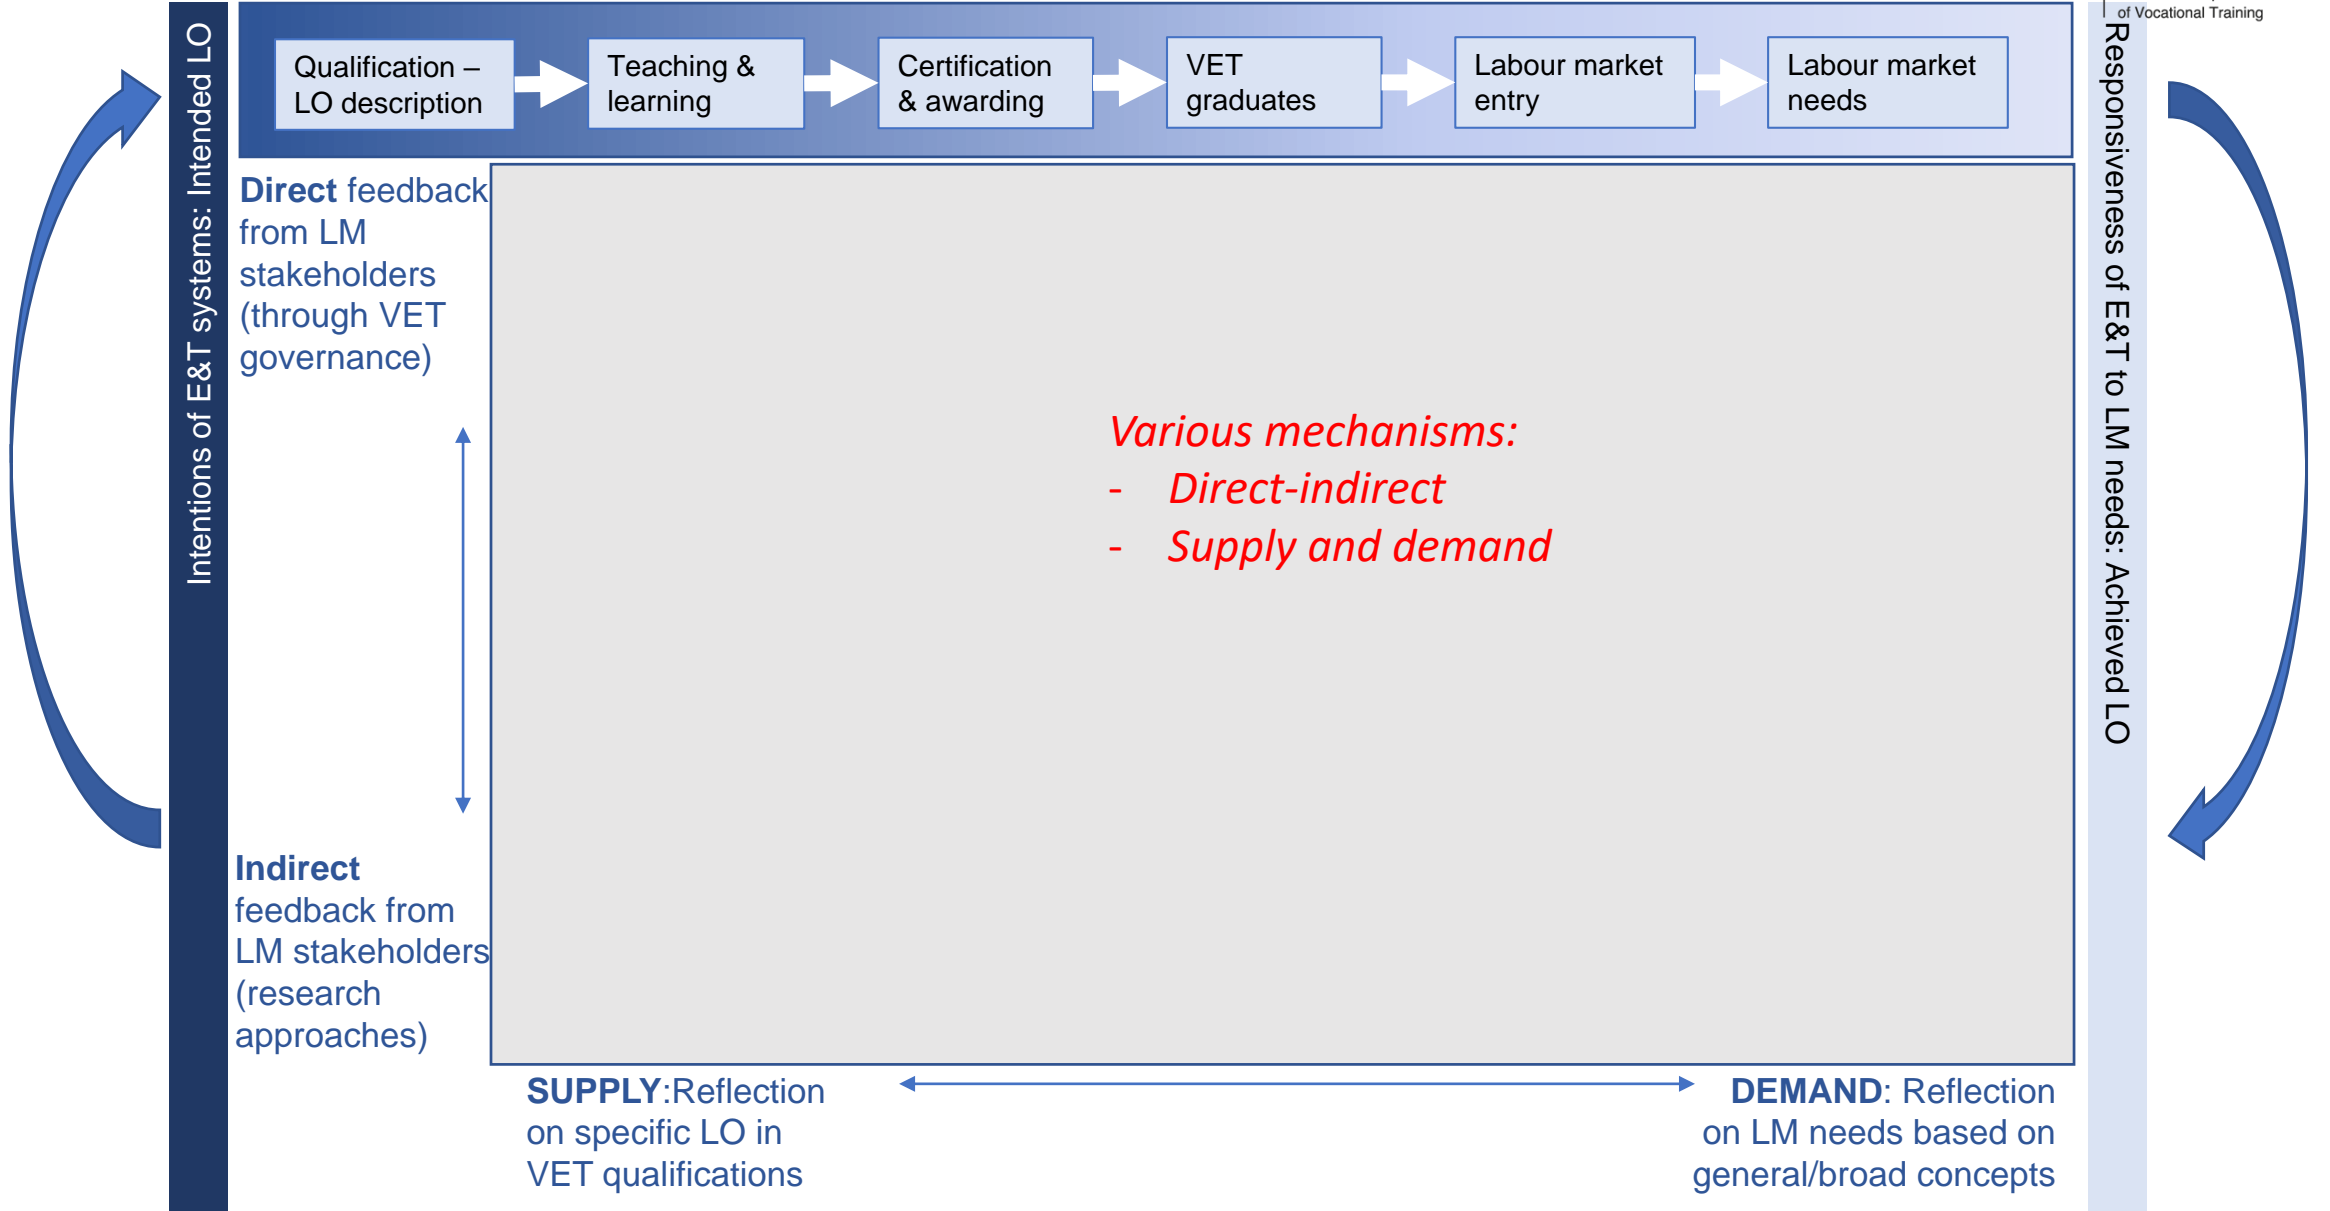 of Vocational Training
Intentions of E&T systems: Intended LO
Qualification –
LO description
Teaching &
learning
Certification
& awarding
VET
graduates
Labour market
entry
Labour market
needs
Direct feedback
from LM
stakeholders
(through VET
governance)
Various mechanisms:
- Direct-indirect
- Supply and demand
Indirect
feedback from
LM stakeholders
(research
approaches)
SUPPLY:Reflection
on specific LO in
VET qualifications
DEMAND: Reflection
on LM needs based on
general/broad concepts
Responsiveness of E&T to LM needs: Achieved LO